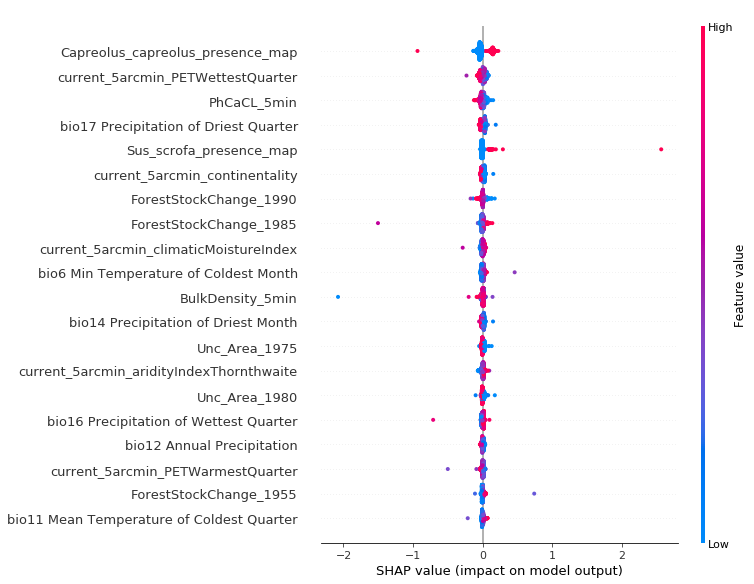 High
Capreolus_capreolus_presence_map
current_5arcmin_PETWettestQuarter
PhCaCL_5min
bio17 Precipitation of Driest Quarter
Sus_scrofa_presence_map
current_5arcmin_continentality
ForestStockChange_1990
ForestStockChange_1985
current_5arcmin_climaticMoistureIndex
bio6 Min Temperature of Coldest Month
BulkDensity_5min
bio14 Precipitation of Driest Month
Unc_Area_1975
current_5arcmin_aridityIndexThornthwaite
Unc_Area_1980
bio16 Precipitation of Wettest Quarter
bio12 Annual Precipitation
current_5arcmin_PETWarmestQuarter
ForestStockChange_1955
bio11 Mean Temperature of Coldest Quarter
Feature value
Low
−2 −1 0 1 2
SHAP value (impact on model output)